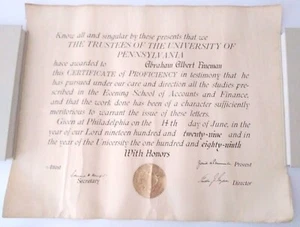 Know all and singular by these presents that we
THE TRUSTEES OF THE UNIVERSITY OF
PENNSYLVANIA
have awarded to Abraham Albert Fineman
this CERTIFICATE OF PROFICIENCY in testimony that he
has pursued under our care and direction all the studies pre-
scribed in the Evening School of Accounts and Finance,
and that the work done has been of a character sufficiently
meritorious to warrant the issue of these letters.
Given at Philadelphia on the 14th day of June, in the
year of our Lord nineteen hundred and twenty-nine and in
the year of the University the one hundred and eighty-ninth
With Honors
Attest
Provost
Secretary
Director